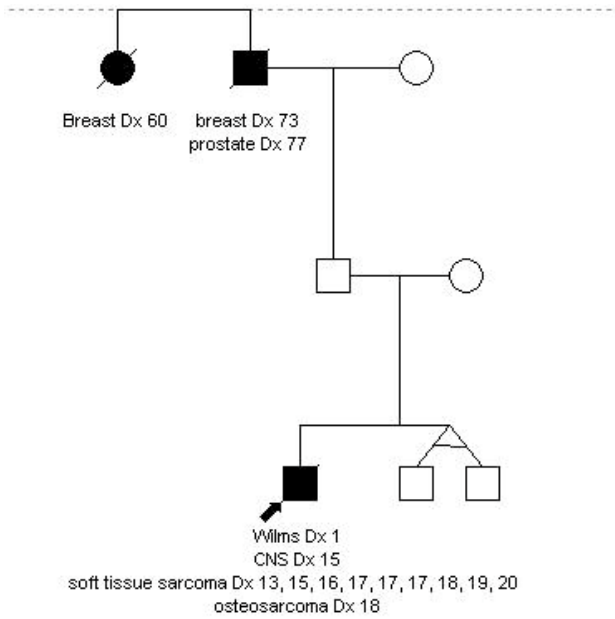 Breast Dx 60
breast Dx 73
prostate Dx 77
Wilms Dx 1
CNS Dx 15
soft tissue sarcoma Dx 13, 15, 16, 17, 17, 17, 18, 19, 20
osteosarcoma Dx 18